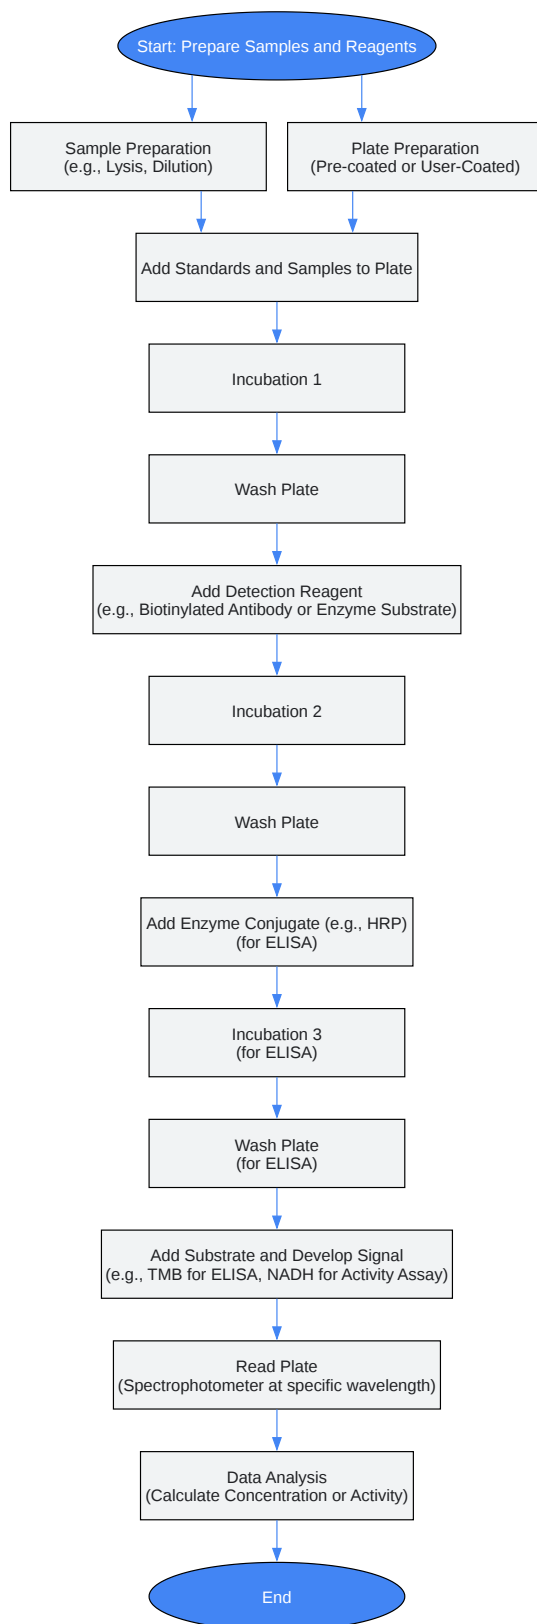 Start: Prepare Samples and Reagents
Sample Preparation
(e.g., Lysis, Dilution)
Plate Preparation
(Pre-coated or User-Coated)
Add Standards and Samples to Plate
Incubation 1
Wash Plate
Add Detection Reagent
(e.g., Biotinylated Antibody or Enzyme Substrate)
Incubation 2
Wash Plate
Add Enzyme Conjugate (e.g., HRP)
(for ELISA)
Incubation 3
(for ELISA)
Wash Plate
(for ELISA)
Add Substrate and Develop Signal
(e.g., TMB for ELISA, NADH for Activity Assay)
Read Plate
(Spectrophotometer at specific wavelength)
Data Analysis
(Calculate Concentration or Activity)
End